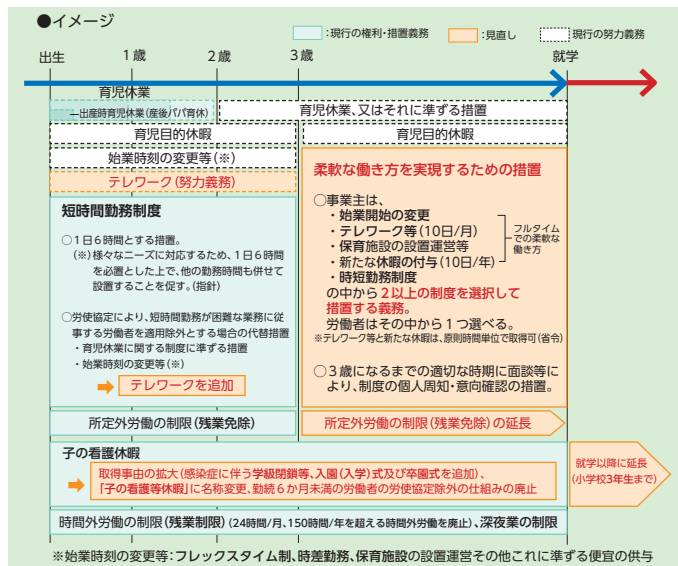 ●イメージ
：現行の権利・措置義務
：見直し
現行の努力義務
出生
1歳
2歳
3歳
就学
育児休業
出産時育児休業(産後パパ育休)
育児休業、又はそれに準ずる措置
育児目的休暇
育児目的休暇
始業時刻の変更等(※)
テレワーク(努力義務)
短時間勤務制度
○1日6時間とする措置。
(※)様々なニーズに対応するため、1日6時間
を必置とした上で、他の勤務時間も併せて
設置することを促す。(指針)
○労使協定により、短時間勤務が困難な業務に従
事する労働者を適用除外とする場合の代替措置
・育児休業に関する制度に準ずる措置
・始業時刻の変更等(※)
テレワークを追加
柔軟な働き方を実現するための措置
○事業主は、
・始業開始の変更
・テレワーク等(10日/月)
・保育施設の設置運営等
・新たな休暇の付与(10日/年)
・時短勤務制度
フルタイム
での柔軟な
働き方
の中から2以上の制度を選択して
措置する義務。
労働者はその中から1つ選べる。
※テレワーク等と新たな休暇は、原則時間単位で取得可(省令)
○3歳になるまでの適切な時期に面談等に
より、制度の個人周知・意向確認の措置。
所定外労働の制限(残業免除)
所定外労働の制限(残業免除)の延長
子の看護休暇
取得事由の拡大(感染症に伴う学級閉鎖等、入園(入学)式及び卒園式を追加)、
「子の看護等休暇」に名称変更、勤続6か月未満の労働者の労使協定除外の仕組みの廃止
就学以降に延長
(小学校3年生まで)
時間外労働の制限(残業制限)(24時間/月、150時間/年を超える時間外労働を廃止)、深夜業の制限
※始業時刻の変更等：フレックスタイム制、時差勤務、保育施設の設置運営その他これに準ずる便宜の供与